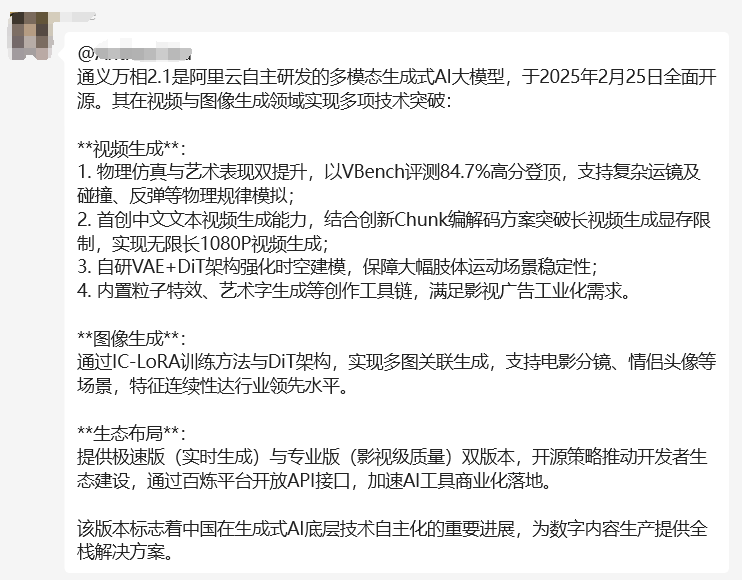 @
通义万相2.1是阿里云自主研发的多模态生成式AI大模型，于2025年2月25日全面开
源。其在视频与图像生成领域实现多项技术突破：
**视频生成**：
1. 物理仿真与艺术表现双提升，以VBench评测84.7%高分登顶，支持复杂运镜及
碰撞、反弹等物理规律模拟；
2. 首创中文文本视频生成能力，结合创新Chunk编解码方案突破长视频生成显存限
制，实现无限长1080P视频生成；
3. 自研VAE+DiT架构强化时空建模，保障大幅肢体运动场景稳定性；
4. 内置粒子特效、艺术字生成等创作工具链，满足影视广告工业化需求。
**图像生成**：
通过IC-LoRA训练方法与DiT架构，实现多图关联生成，支持电影分镜、情侣头像等
场景，特征连续性达行业领先水平。
**生态布局**：
提供极速版（实时生成）与专业版（影视级质量）双版本，开源策略推动开发者生
态建设，通过百炼平台开放API接口，加速AI工具商业化落地。
该版本标志着中国在生成式AI底层技术自主化的重要进展，为数字内容生产提供全
栈解决方案。